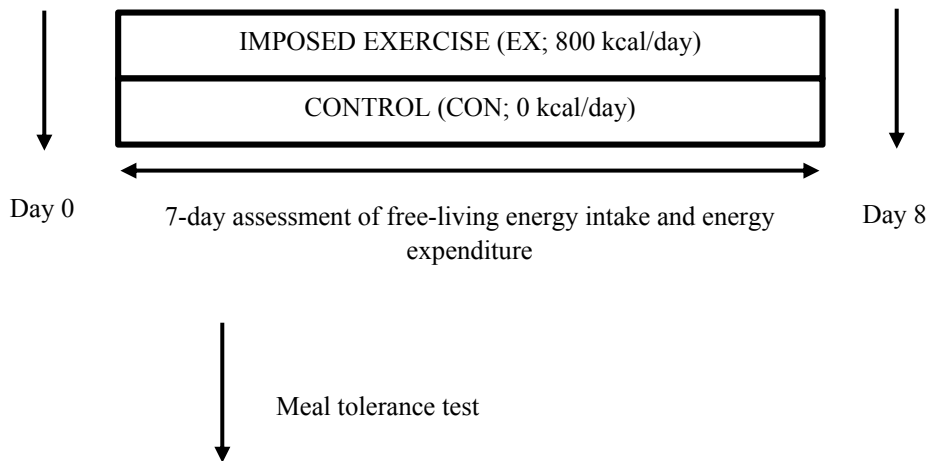 IMPOSED EXERCISE (EX; 800 kcal/day)
CONTROL (CON; 0 kcal/day)
Day 0
7-day assessment of free-living energy intake and energy
expenditure
Day 8
Meal tolerance test